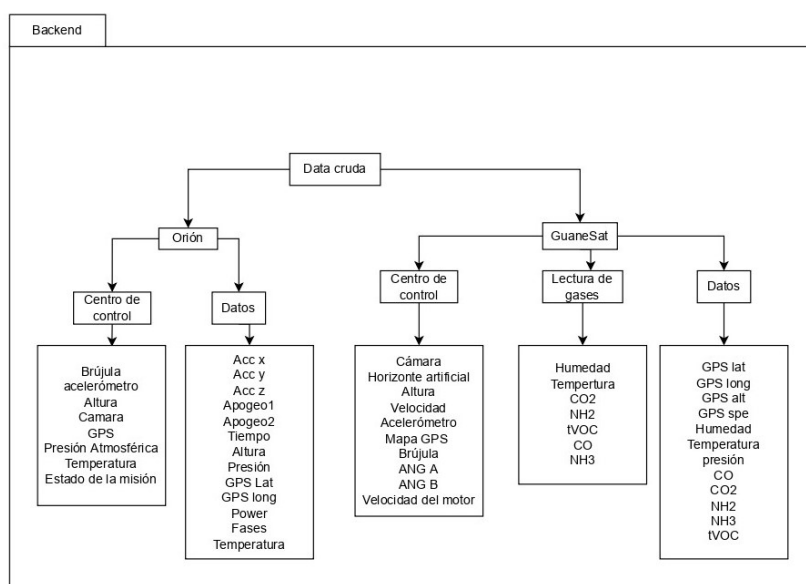 Backend
Data cruda
Orión
GuaneSat
Centro de
control
Datos
Centro de
control
Lectura de
gases
Datos
Brújula
acelerómetro
Altura
Camara
GPS
Presión Atmosférica
Temperatura
Estado de la misión
Acc x
Acc y
Acc z
Apogeo1
Apogeo2
Tiempo
Altura
Presión
GPS Lat
GPS long
Power
Fases
Temperatura
Cámara
Horizonte artificial
Altura
Velocidad
Acelerómetro
Mapa GPS
Brújula
ANG A
ANG B
Velocidad del motor
Humedad
Tempertura
CO2
NH2
tVOC
CO
NH3
GPS lat
GPS long
GPS alt
GPS spe
Humedad
Temperatura
presión
CO
CO2
NH2
NH3
tVOC